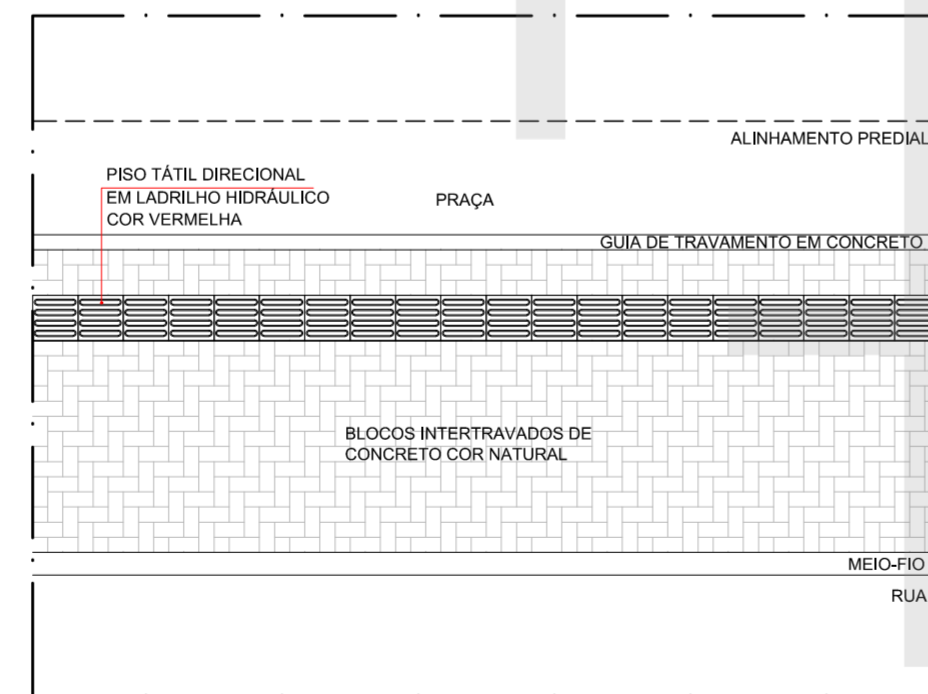 ALINHAMENTO PREDIAL
PISO TÁTIL DIRECIONAL
EM LADRILHO HIDRÁULICO
COR VERMELHA
PRAÇA
GUIA DE TRAVAMENTO EM CONCRETO
BLOCOS INTERTRAVADOS DE
CONCRETO COR NATURAL
MEIO-FIO
RUA